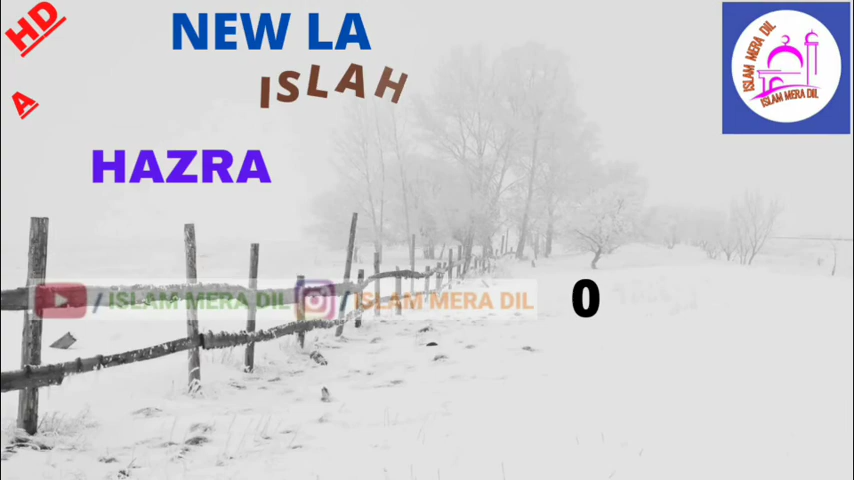 HD
A
NEW LA
ISLAH
HAZRA
0
/ ISLAM MERA DIL
/ ISLAM MERA DIL
ISLAM MERA DIL
ISLAM MERA DIL